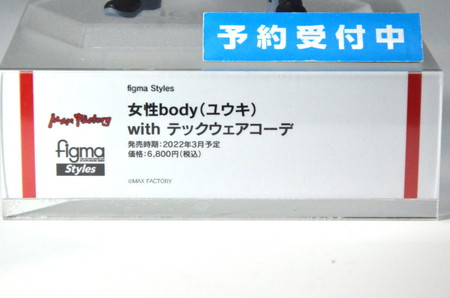 予約受付中
figma Styles
Max Factory
女性body(ユウキ)
with テックウェアコーデ
figma
Styles
発売時期:2022年3月予定
価格:6,800円(税込)
©MAX FACTORY